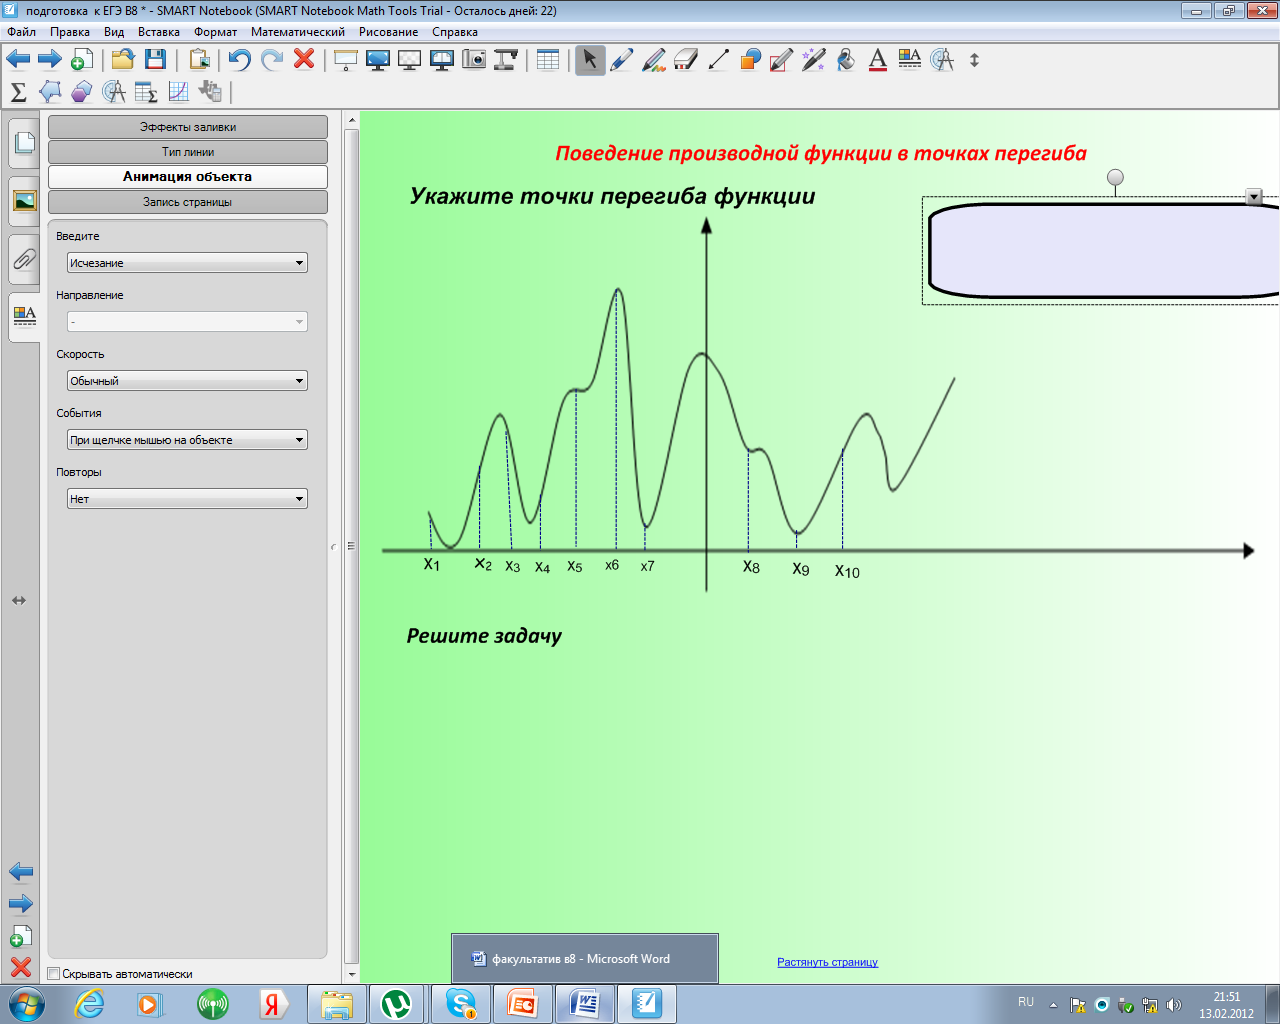 подготовка к ЕГЭ В8 * - SMART Notebook (SMART Notebook Math Tools Trial - Осталось дней: 22)
Файл Правка Вид Вставка Формат Математический Рисование Справка
Эффекты заливки
Тип линии
Анимация объекта
Запись страницы
Введите
Исчезание
Направление
-
Скорость
Обычный
События
При щелчке мышью на объекте
Повторы
Нет
Скрывать автоматически
Поведение производной функции в точках перегиба
Укажите точки перегиба функции
x1 x2 x3 x4 x5 x6 x7 x8 x9 x10
Решите задачу
факультатив в8 - Microsoft Word
Растянуть страницу
RU
21:51
13.02.2012